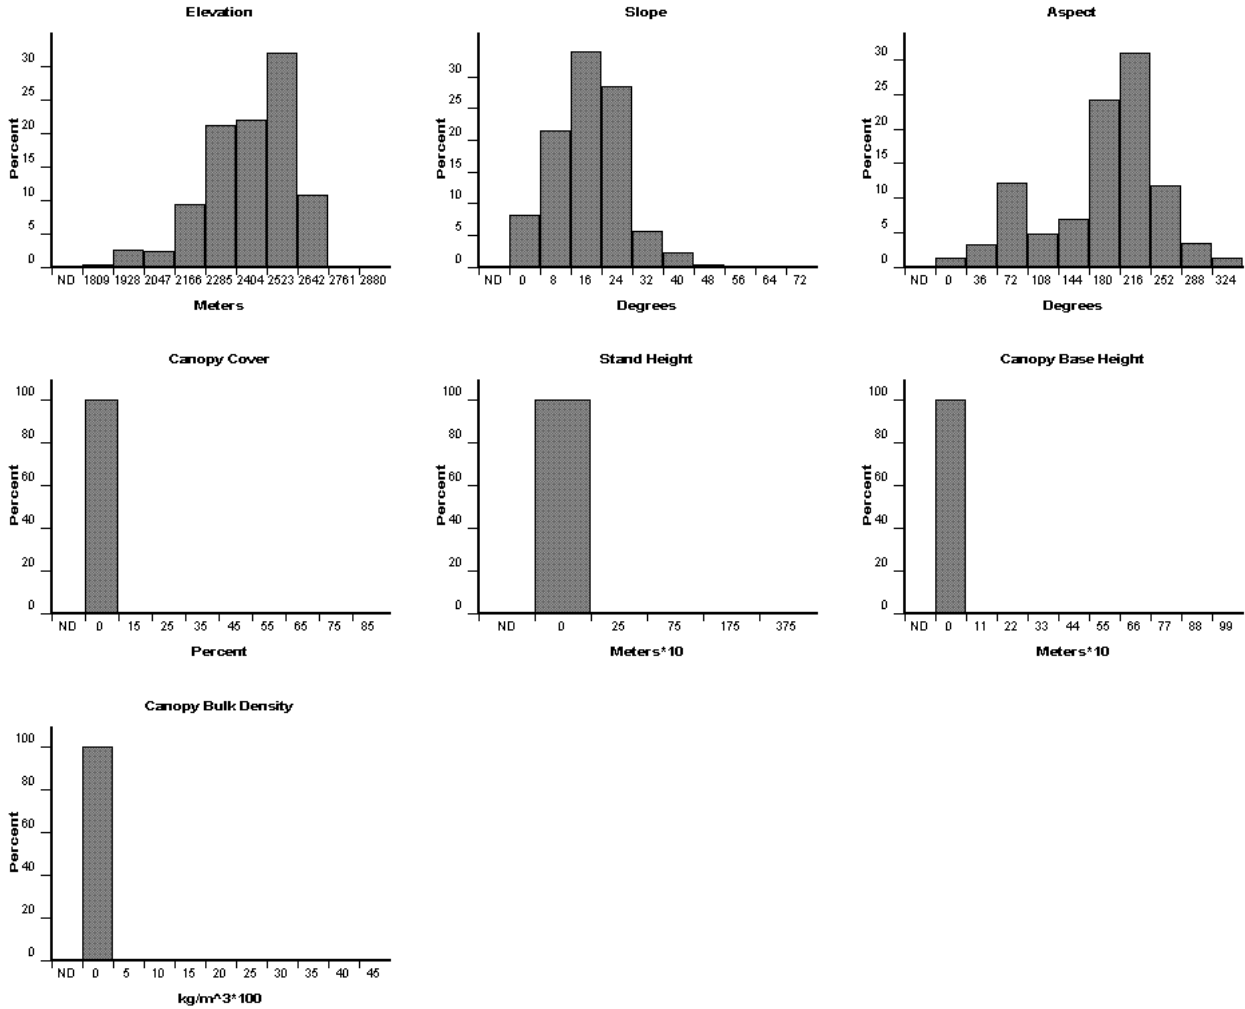 Elevation
Percent
30
25
20
15
10
5
0
ND 1809 1928 2047 2166 2285 2404 2523 2642 2761 2880
Meters
Slope
Percent
30
25
20
15
10
5
0
ND 0 8 16 24 32 40 48 56 64 72
Degrees
Aspect
Percent
30
25
20
15
10
5
0
ND 0 36 72 108 144 180 216 252 288 324
Degrees
Canopy Cover
Percent
100
80
60
40
20
0
ND 0 15 25 35 45 55 65 75 85
Percent
Stand Height
Percent
100
80
60
40
20
0
ND 0 25 75 175 375
Meters*10
Canopy Base Height
Percent
100
80
60
40
20
0
ND 0 11 22 33 44 55 66 77 88 99
Meters*10
Canopy Bulk Density
Percent
100
80
60
40
20
0
ND 0 5 10 15 20 25 30 35 40 45
kg/m^3*100